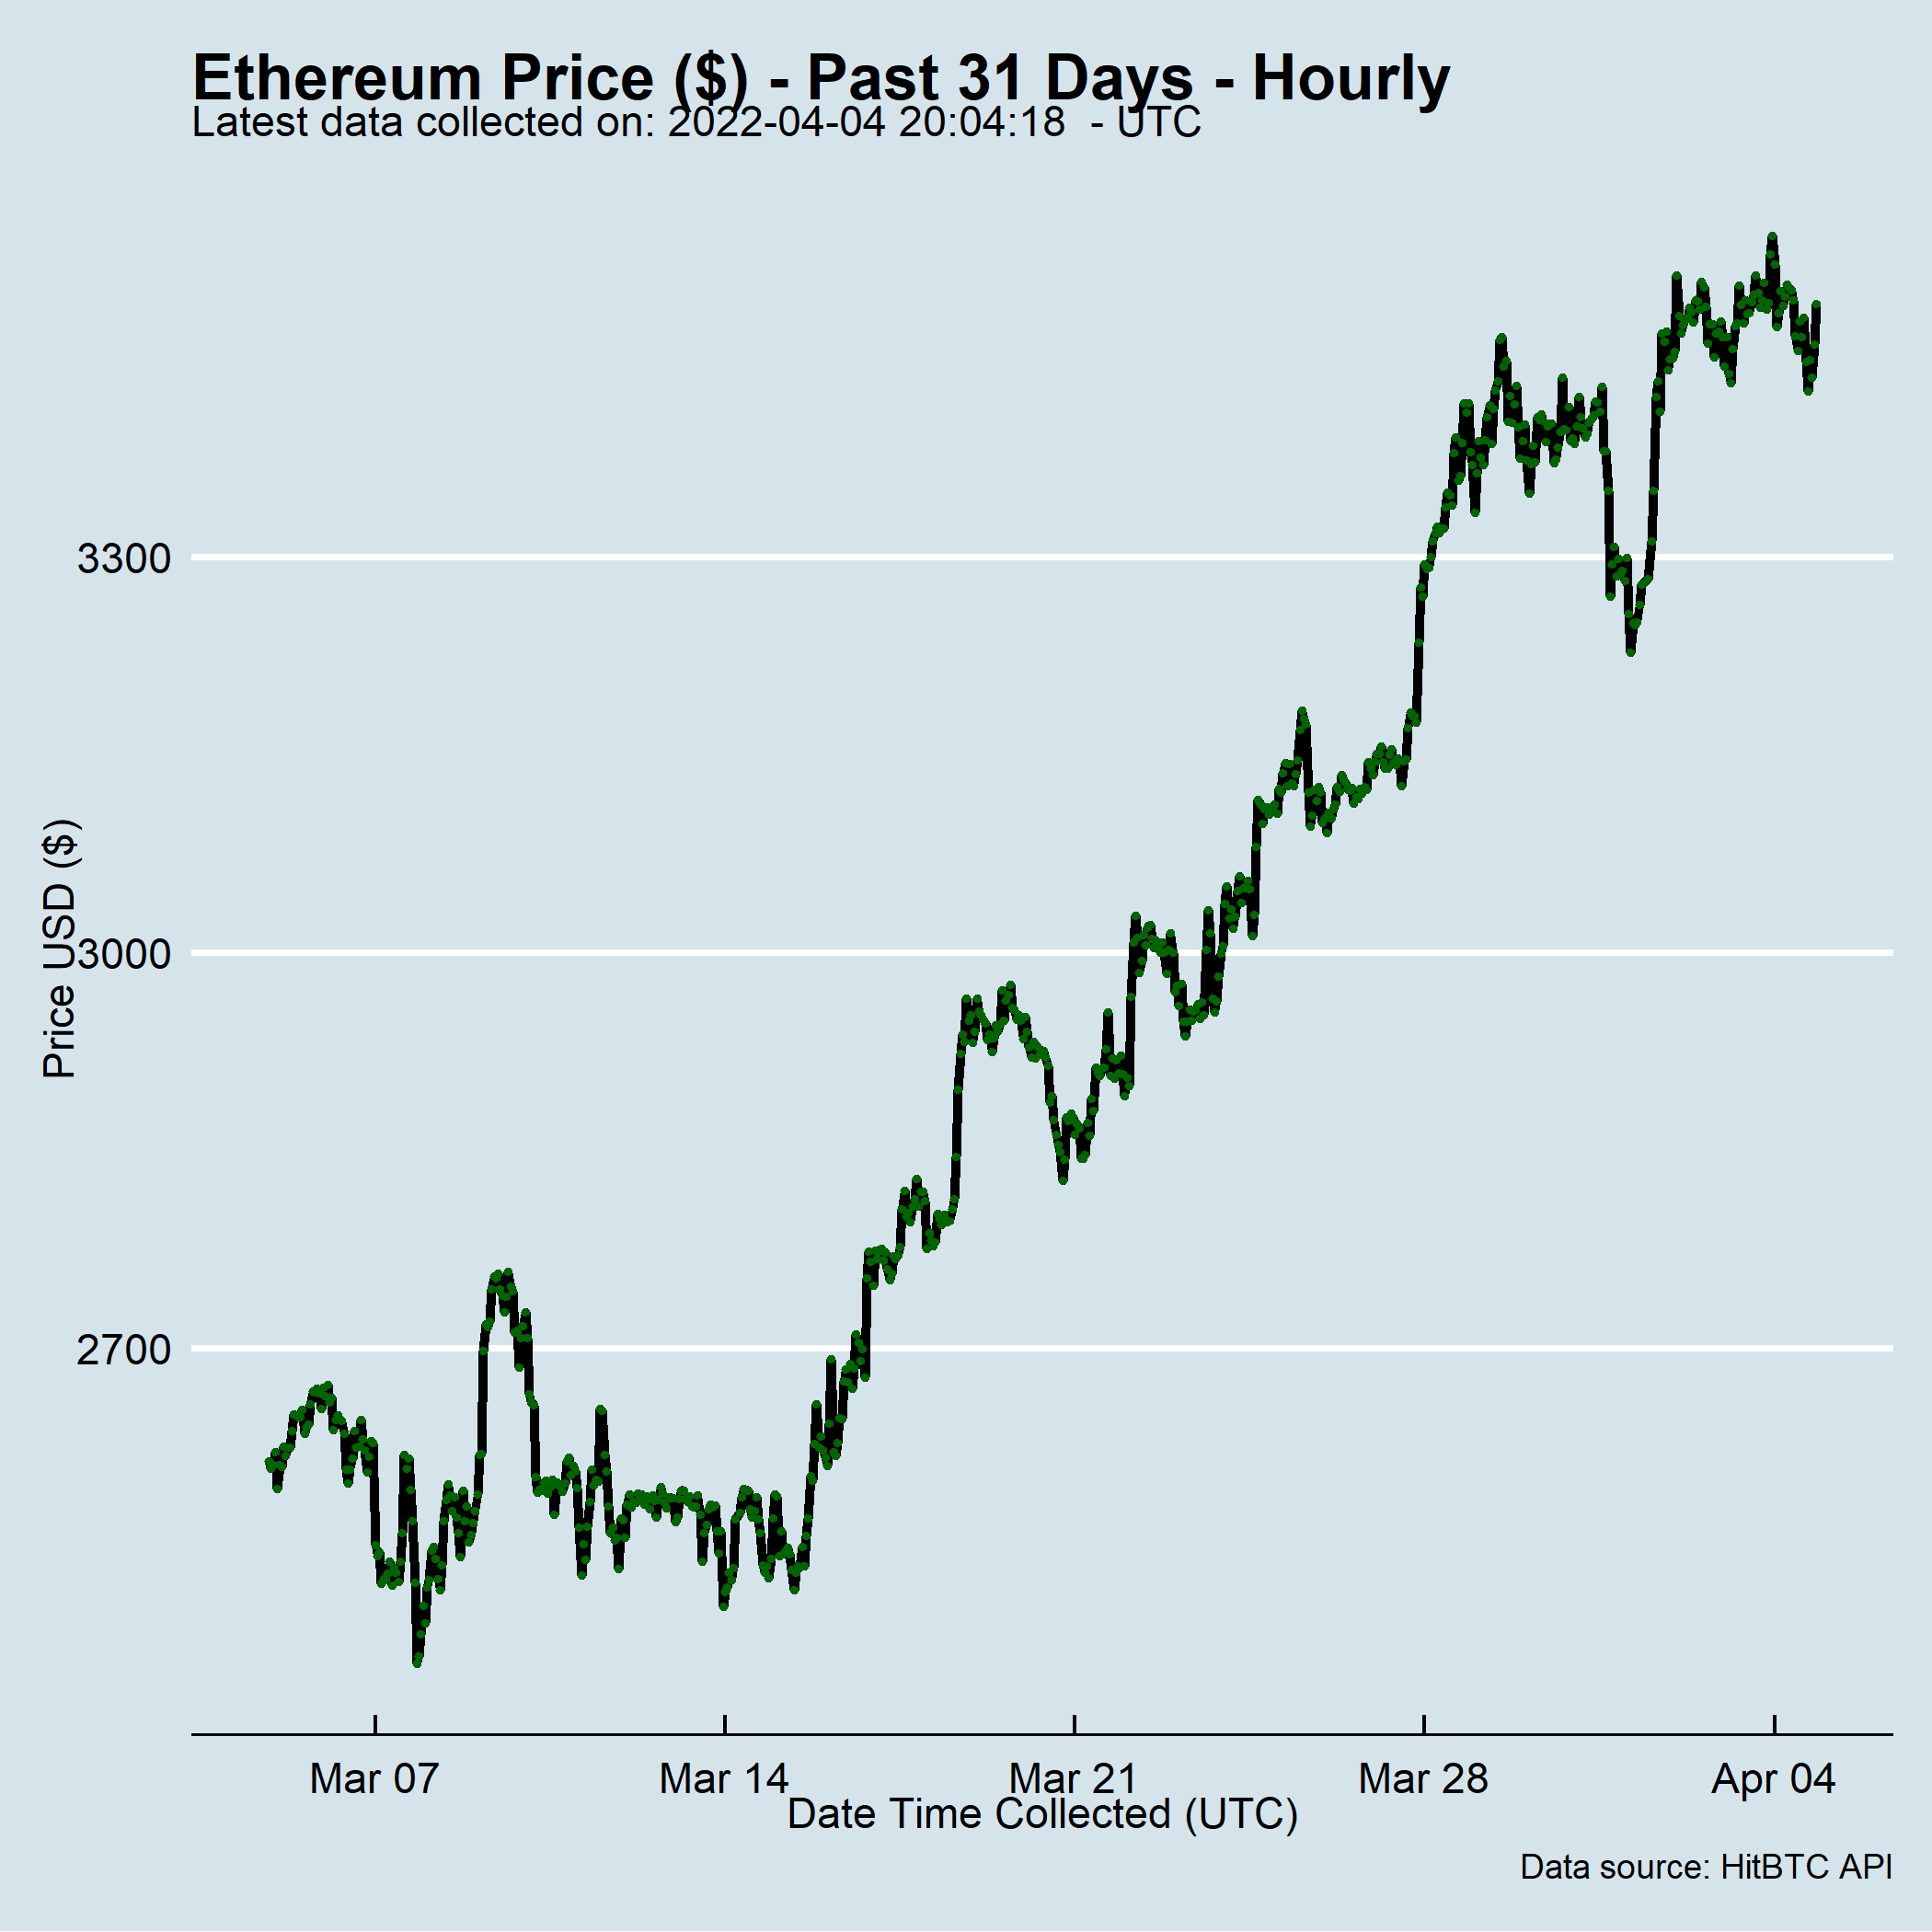 Ethereum Price ($) - Past 31 Days - Hourly
Latest data collected on: 2022-04-04 20:04:18  - UTC
3300
3000
2700
Price USD ($)
Mar 07
Mar 14
Mar 21
Mar 28
Apr 04
Date Time Collected (UTC)
Data source: HitBTC API